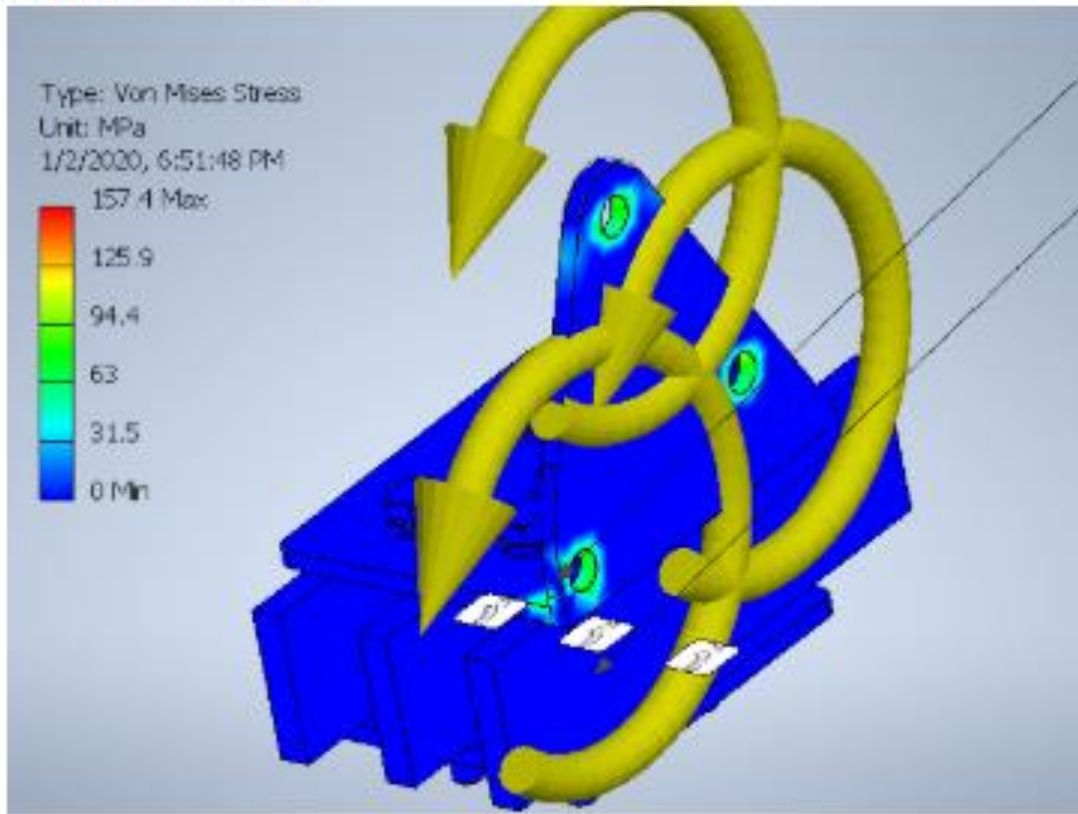 Type: Von Mises Stress
Unit: MPa
1/2/2020, 6:51:48 PM
157.4 Max
125.9
94.4
63
31.5
0 Min